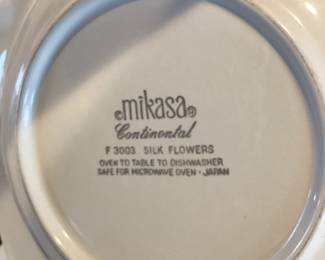 mikasa®
Continental
F 3003 SILK FLOWERS
OVEN TO TABLE TO DISHWASHER
SAFE FOR MICROWAVE OVEN • JAPAN